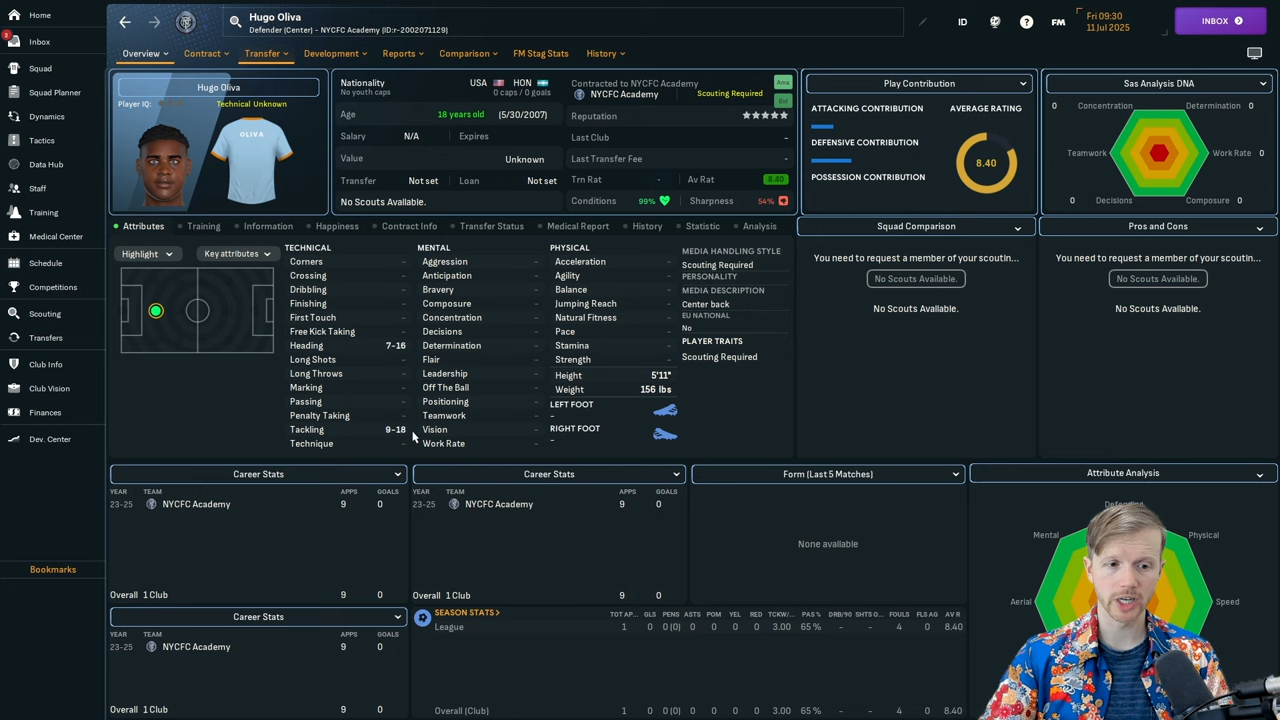 Home
3
Inbox
Squad
Squad Planner
Dynamics
Tactics
Data Hub
Staff
Training
Medical Center
Schedule
Competitions
Scouting
Transfers
Club Info
Club Vision
Finances
Dev. Center
Bookmarks
Hugo Oliva
Defender (Center) - NYCFC Academy (ID:r-2002071129)
ID
?
FM
Fri 09:30
11 Jul 2025
INBOX
Overview
Contract
Transfer
Development
Reports
Comparison
FM Stag Stats
History
Hugo Oliva
Player IQ:
Technical Unknown
OLIVA
Nationality
USA
HON
No youth caps
0 caps / 0 goals
Age
18 years old
(5/30/2007)
Salary
N/A
Expires
Value
Unknown
Transfer
Not set
Loan
Not set
No Scouts Available.
Contracted to NYCFC Academy
NYCFC Academy
Scouting Required
Ama
Bid
Reputation
Last Club
-
Last Transfer Fee
-
Trn Rat
-
Av Rat
8.40
Conditions
99%
Sharpness
54%
Play Contribution
ATTACKING CONTRIBUTION
DEFENSIVE CONTRIBUTION
POSSESSION CONTRIBUTION
AVERAGE RATING
8.40
Sas Analysis DNA
0
Concentration
Determination
0
Teamwork
Work Rate
0
0
Decisions
Composure
0
Attributes
Training
Information
Happiness
Contract Info
Transfer Status
Medical Report
History
Statistic
Analysis
Highlight
Key attributes
TECHNICAL
Corners -
Crossing -
Dribbling -
Finishing -
First Touch -
Free Kick Taking -
Heading 7-16
Long Shots -
Long Throws -
Marking -
Passing -
Penalty Taking -
Tackling 9-18
Technique -
MENTAL
Aggression -
Anticipation -
Bravery -
Composure -
Concentration -
Decisions -
Determination -
Flair -
Leadership -
Off The Ball -
Positioning -
Teamwork -
Vision -
Work Rate -
PHYSICAL
Acceleration -
Agility -
Balance -
Jumping Reach -
Natural Fitness -
Pace -
Stamina -
Strength -
Height 5'11"
Weight 156 lbs
LEFT FOOT
-
RIGHT FOOT
-
MEDIA HANDLING STYLE
Scouting Required
PERSONALITY
MEDIA DESCRIPTION
Center back
EU NATIONAL
No
PLAYER TRAITS
Scouting Required
Squad Comparison
You need to request a member of your scoutin...
No Scouts Available.
No Scouts Available.
Pros and Cons
You need to request a member of your scoutin...
No Scouts Available.
No Scouts Available.
Career Stats
YEAR TEAM APPS GOALS
23-25 NYCFC Academy 9 0
Overall 1 Club 9 0
Career Stats
YEAR TEAM APPS GOALS
23-25 NYCFC Academy 9 0
Overall 1 Club 9 0
Form (Last 5 Matches)
None available
Attribute Analysis
Defending
Mental
Physical
Aerial
Speed
Career Stats
YEAR TEAM APPS GOALS
23-25 NYCFC Academy 9 0
Overall 1 Club 9 0
SEASON STATS>
TOT AP... GLS PENS ASTS POM YEL RED TCKW/... PAS % DRB/90 SHTS O... FOULS FLS AG AV R
League 1 0 0 (0) 0 0 0 0 3.00 65 % - - 4 0 8.40
Overall (Club) 1 0 0 (0) 0 0 0 0 3.00 65 % - - 4 0 8.40